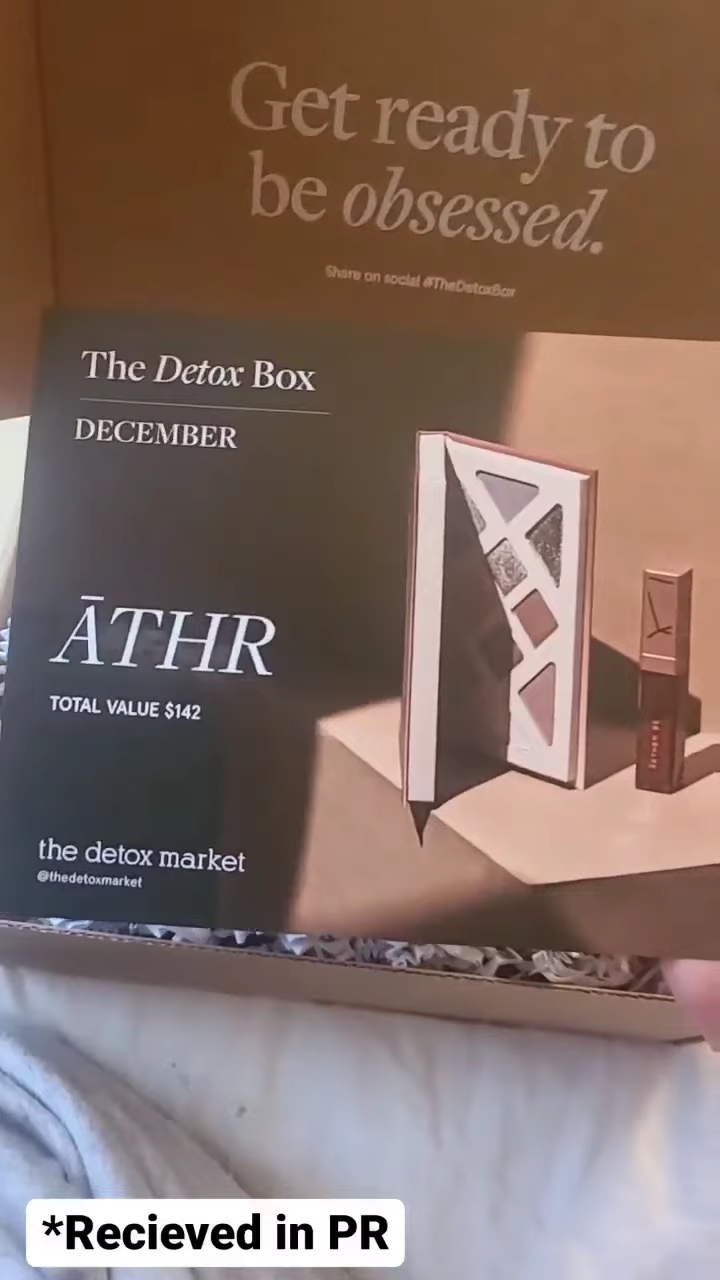 Get ready to
be obsessed.
Share on social #TheDetoxBox
The Detox Box
DECEMBER
ĀTHR
TOTAL VALUE $142
the detox market
@thedetoxmarket
*Recieved in PR